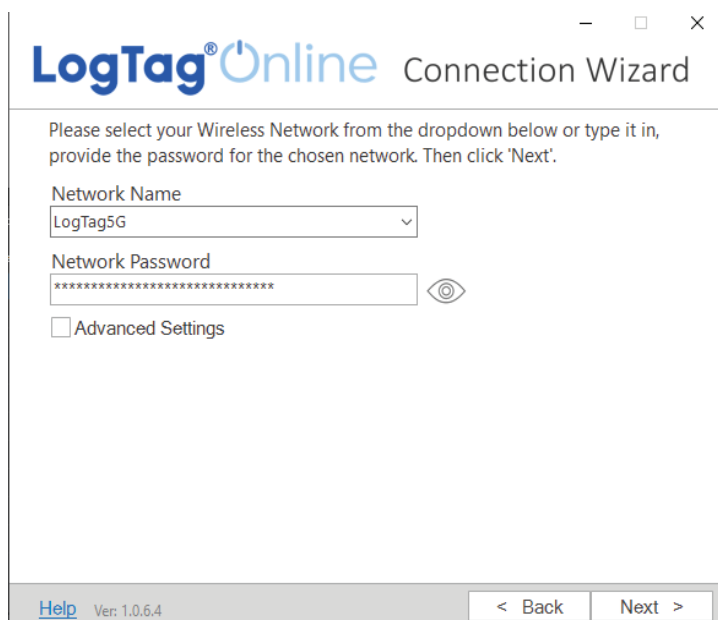 LogTag® Online Connection Wizard
Please select your Wireless Network from the dropdown below or type it in,
provide the password for the chosen network. Then click 'Next'.
Network Name
LogTag5G
Network Password
******************************
Advanced Settings
Help Ver: 1.0.6.4 < Back Next >